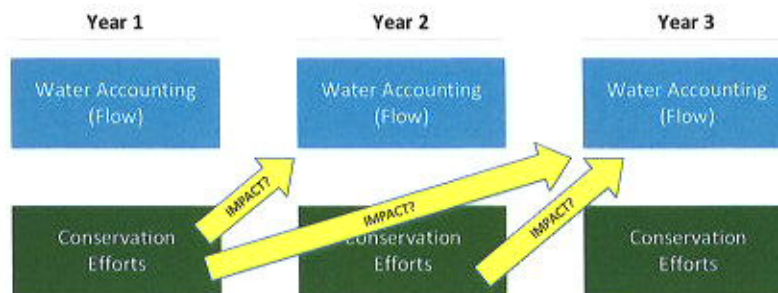 Year 1
Year 2
Year 3
Water Accounting
(Flow)
Water Accounting
(Flow)
Water Accounting
(Flow)
IMPACT?
IMPACT?
IMPACT?
Conservation
Efforts
Conservation
Efforts
Conservation
Efforts